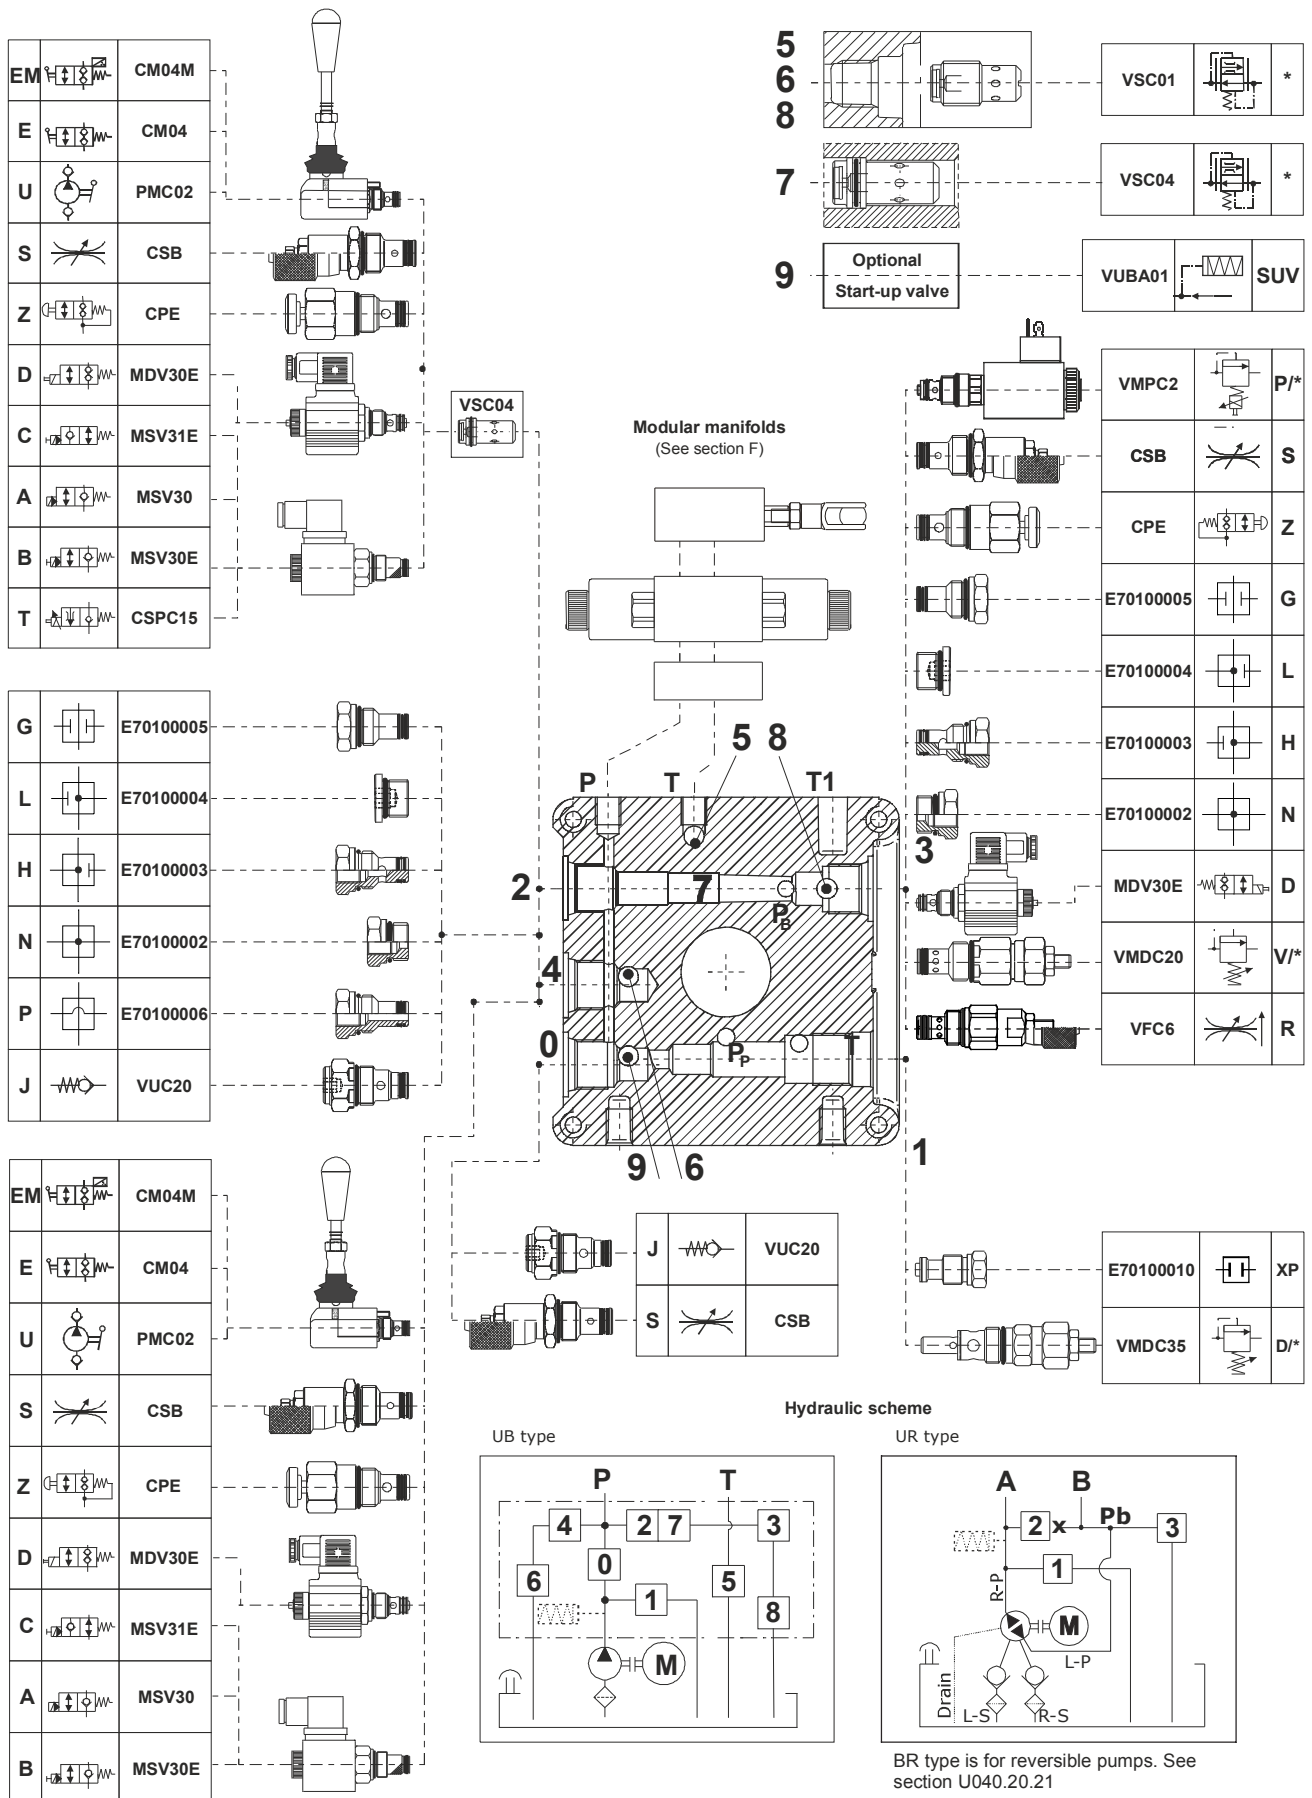 EM CM04M
E CM04
U PMC02
S CSB
Z CPE
D MDV30E
C MSV31E
A MSV30
B MSV30E
T CSPC15
VSC04
5
6
8
VSC01 *
7
VSC04 *
9
Optional
Start-up valve
VUBA01 SUV
Modular manifolds
(See section F)
VMPC2 P/*
CSB S
CPE Z
E70100005 G
E70100004 L
E70100003 H
E70100002 N
MDV30E D
VMDC20 V/*
VFC6 R
G E70100005
L E70100004
H E70100003
N E70100002
P E70100006
J VUC20
5 8
P T T1
3
2
7
PB
4
0
PP
T
1
9 6
EM CM04M
E CM04
U PMC02
S CSB
Z CPE
D MDV30E
C MSV31E
A MSV30
B MSV30E
J VUC20
S CSB
E70100010 XP
VMDC35 D/*
Hydraulic scheme
UB type
P T
4 2 7 3
0
6 1 5
8
M
UR type
A B
2 x Pb 3
1
R-P
M
L-P
Drain
L-S R-S
BR type is for reversible pumps. See
section U040.20.21